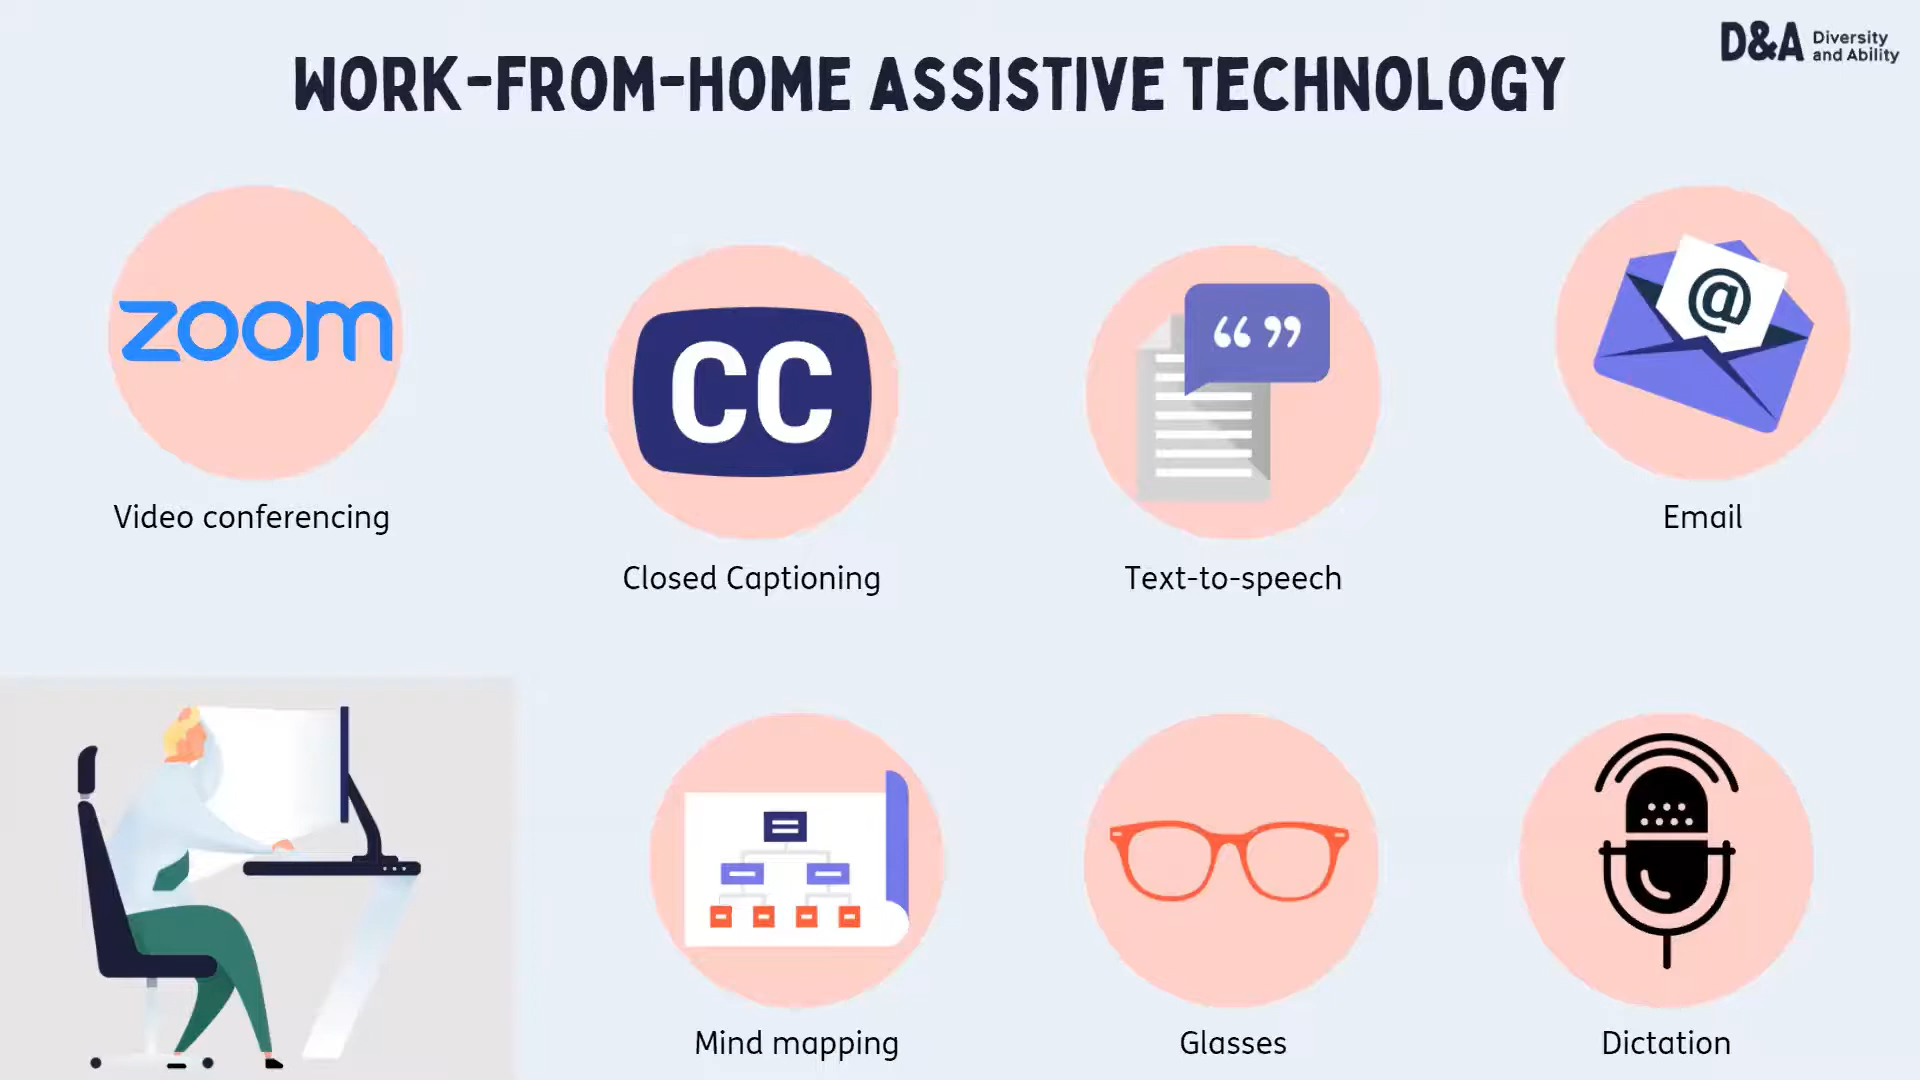 WORK-FROM-HOME ASSISTIVE TECHNOLOGY
D&A Diversity
and Ability
zoom
CC
“ ”
@
Video conferencing
Closed Captioning
Text-to-speech
Email
Mind mapping
Glasses
Dictation